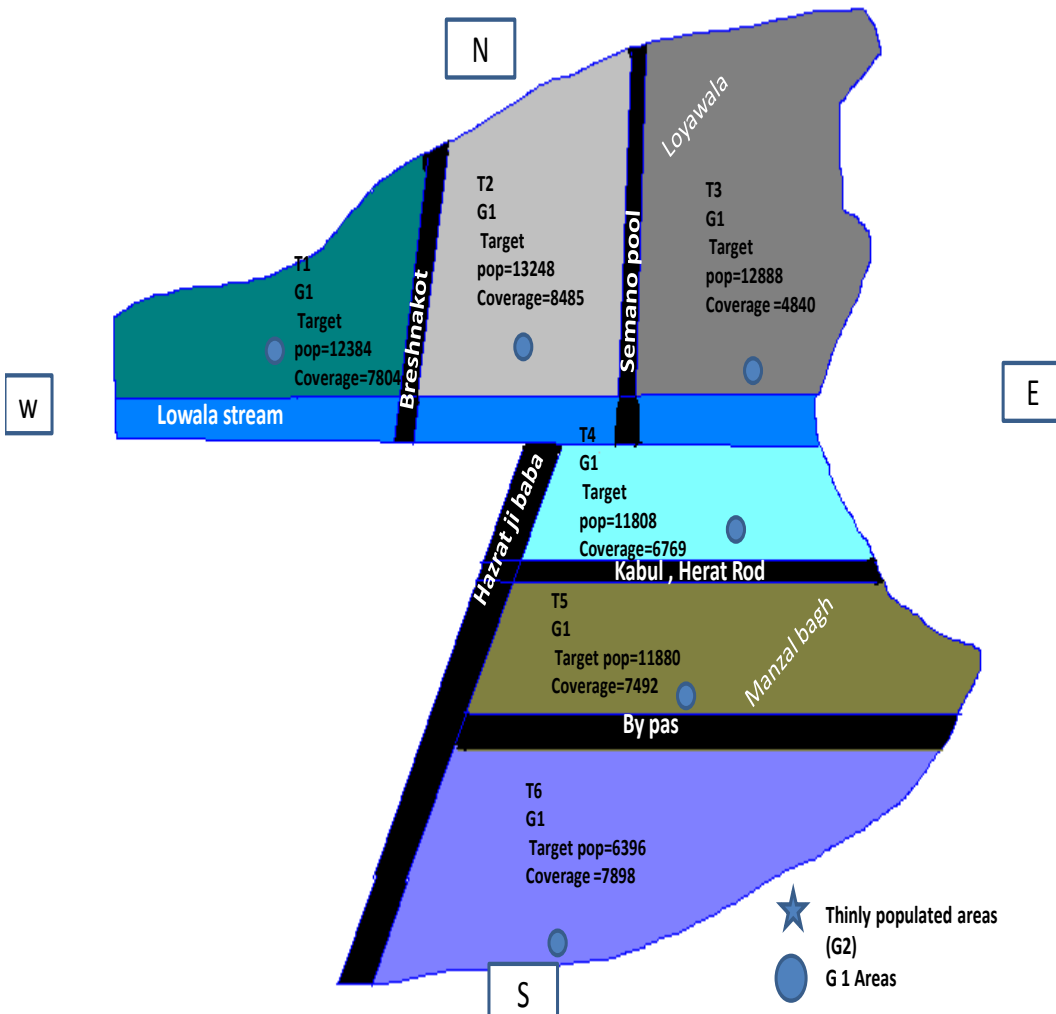 N
Loyawala
T2
G1
Target
pop=13248
Coverage=8485
T3
G1
Target
pop=12888
Coverage =4840
Semano pool
T1
G1
Target
pop=12384
Coverage=7804
Breshnakot
w
E
Lowala stream
T4
G1
Target
pop=11808
Coverage=6769
Hazrat ji baba
Kabul , Herat Rod
T5
G1
Target pop=11880
Coverage=7492
Manzal bagh
By pas
T6
G1
Target pop=6396
Coverage =7898
Thinly populated areas
(G2)
G 1 Areas
S